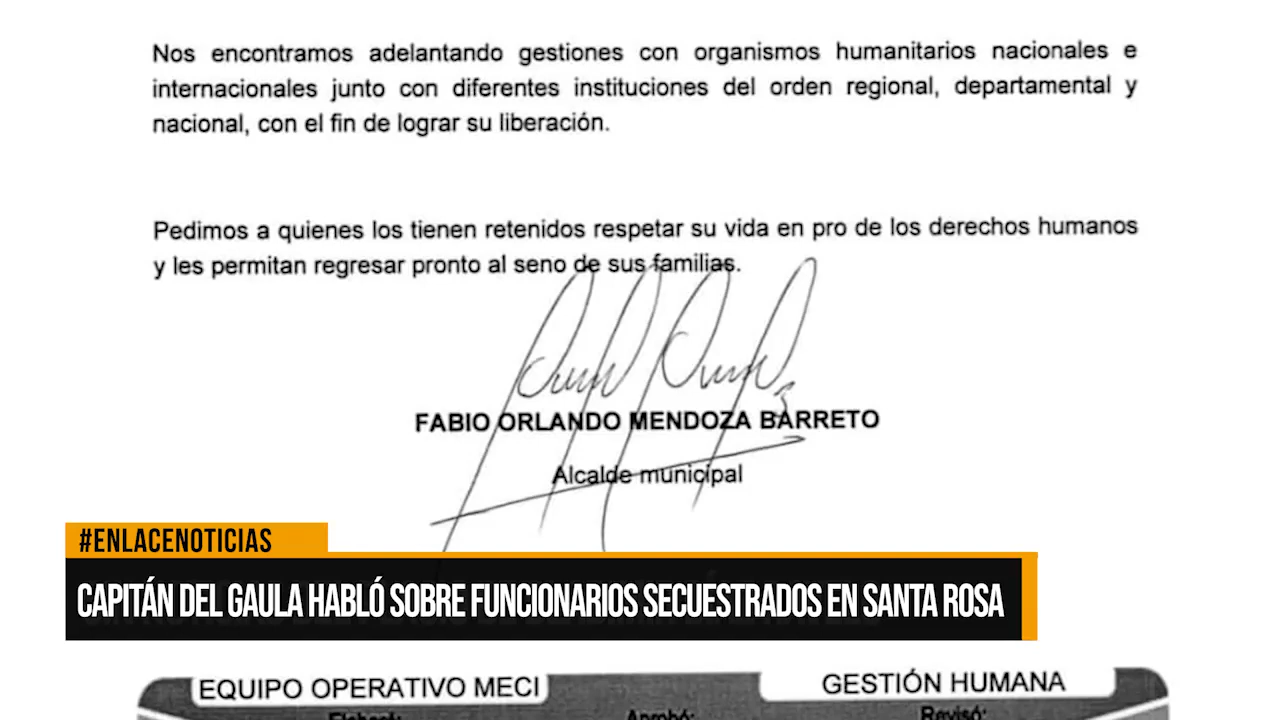 Nos encontramos adelantando gestiones con organismos humanitarios nacionales e
internacionales junto con diferentes instituciones del orden regional, departamental y
nacional, con el fin de lograr su liberación.
Pedimos a quienes los tienen retenidos respetar su vida en pro de los derechos humanos
y les permitan regresar pronto al seno de sus familias.
FABIO ORLANDO MENDOZA BARRETO
Alcalde municipal
#ENLACENOTICIAS
CAPITÁN DEL GAULA HABLÓ SOBRE FUNCIONARIOS SECUESTRADOS EN SANTA ROSA
EQUIPO OPERATIVO MECI
GESTIÓN HUMANA
Aprobó:
Revisó: